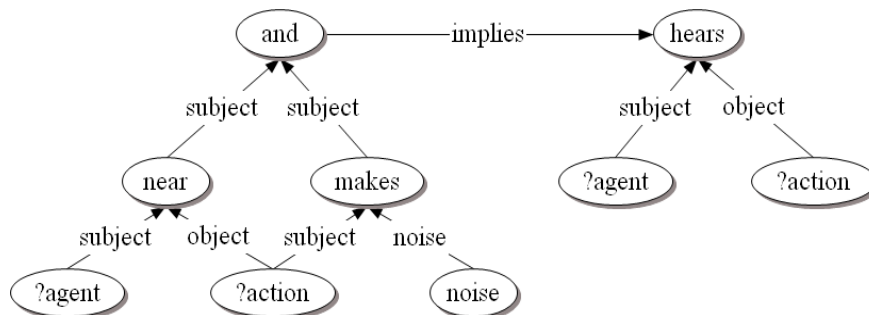 and implies hears
subject subject subject object
near makes ?agent ?action
subject object subject noise
?agent ?action noise